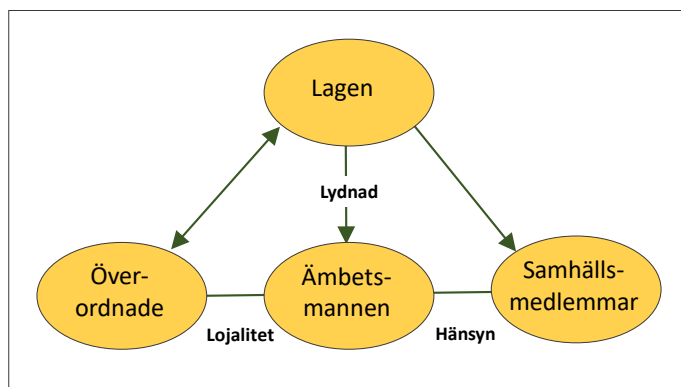 Lagen
Lydnad
Över-
ordnade
Ämbets-
mannen
Samhälls-
medlemmar
Lojalitet
Hänsyn